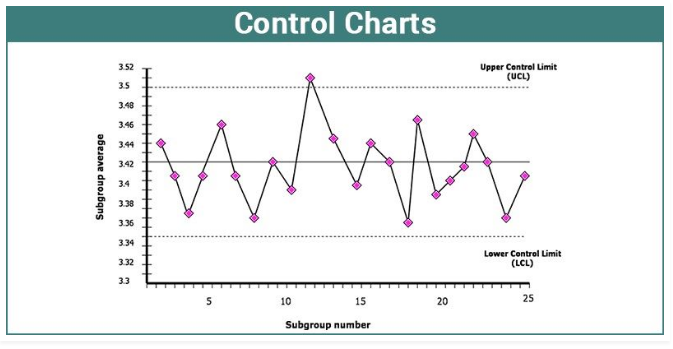 Control Charts
Upper Control Limit
(UCL)
3.52
3.5
3.48
3.46
3.44
3.42
3.4
3.38
3.36
3.34
3.32
3.3
Subgroup average
Lower Control Limit
(LCL)
5
10
15
20
25
Subgroup number